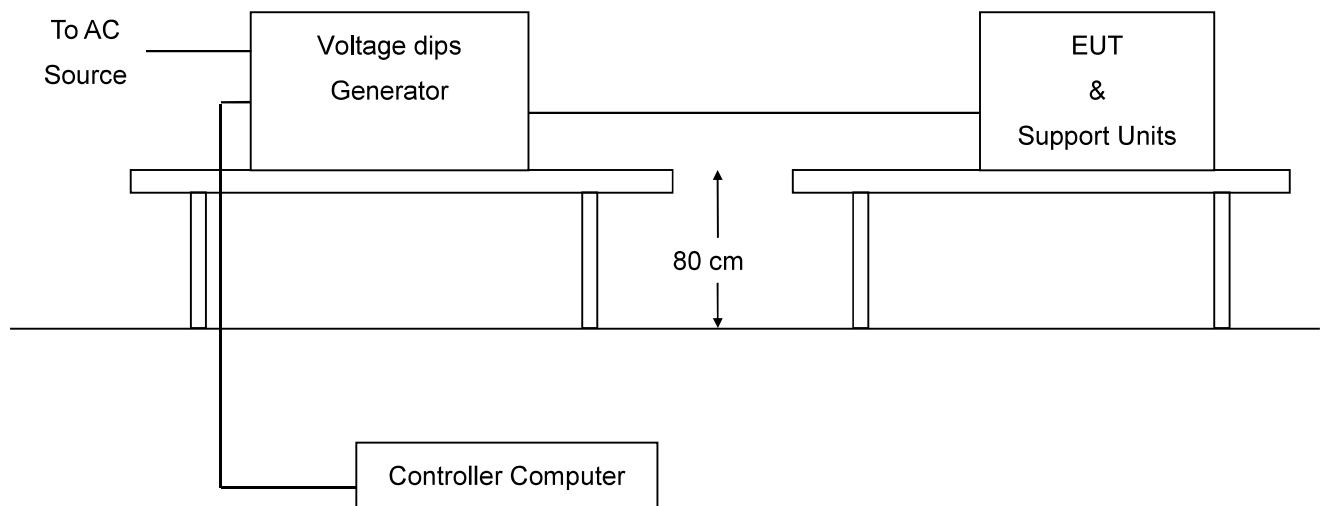 To AC
Source
Voltage dips
Generator
EUT
&
Support Units
80 cm
Controller Computer